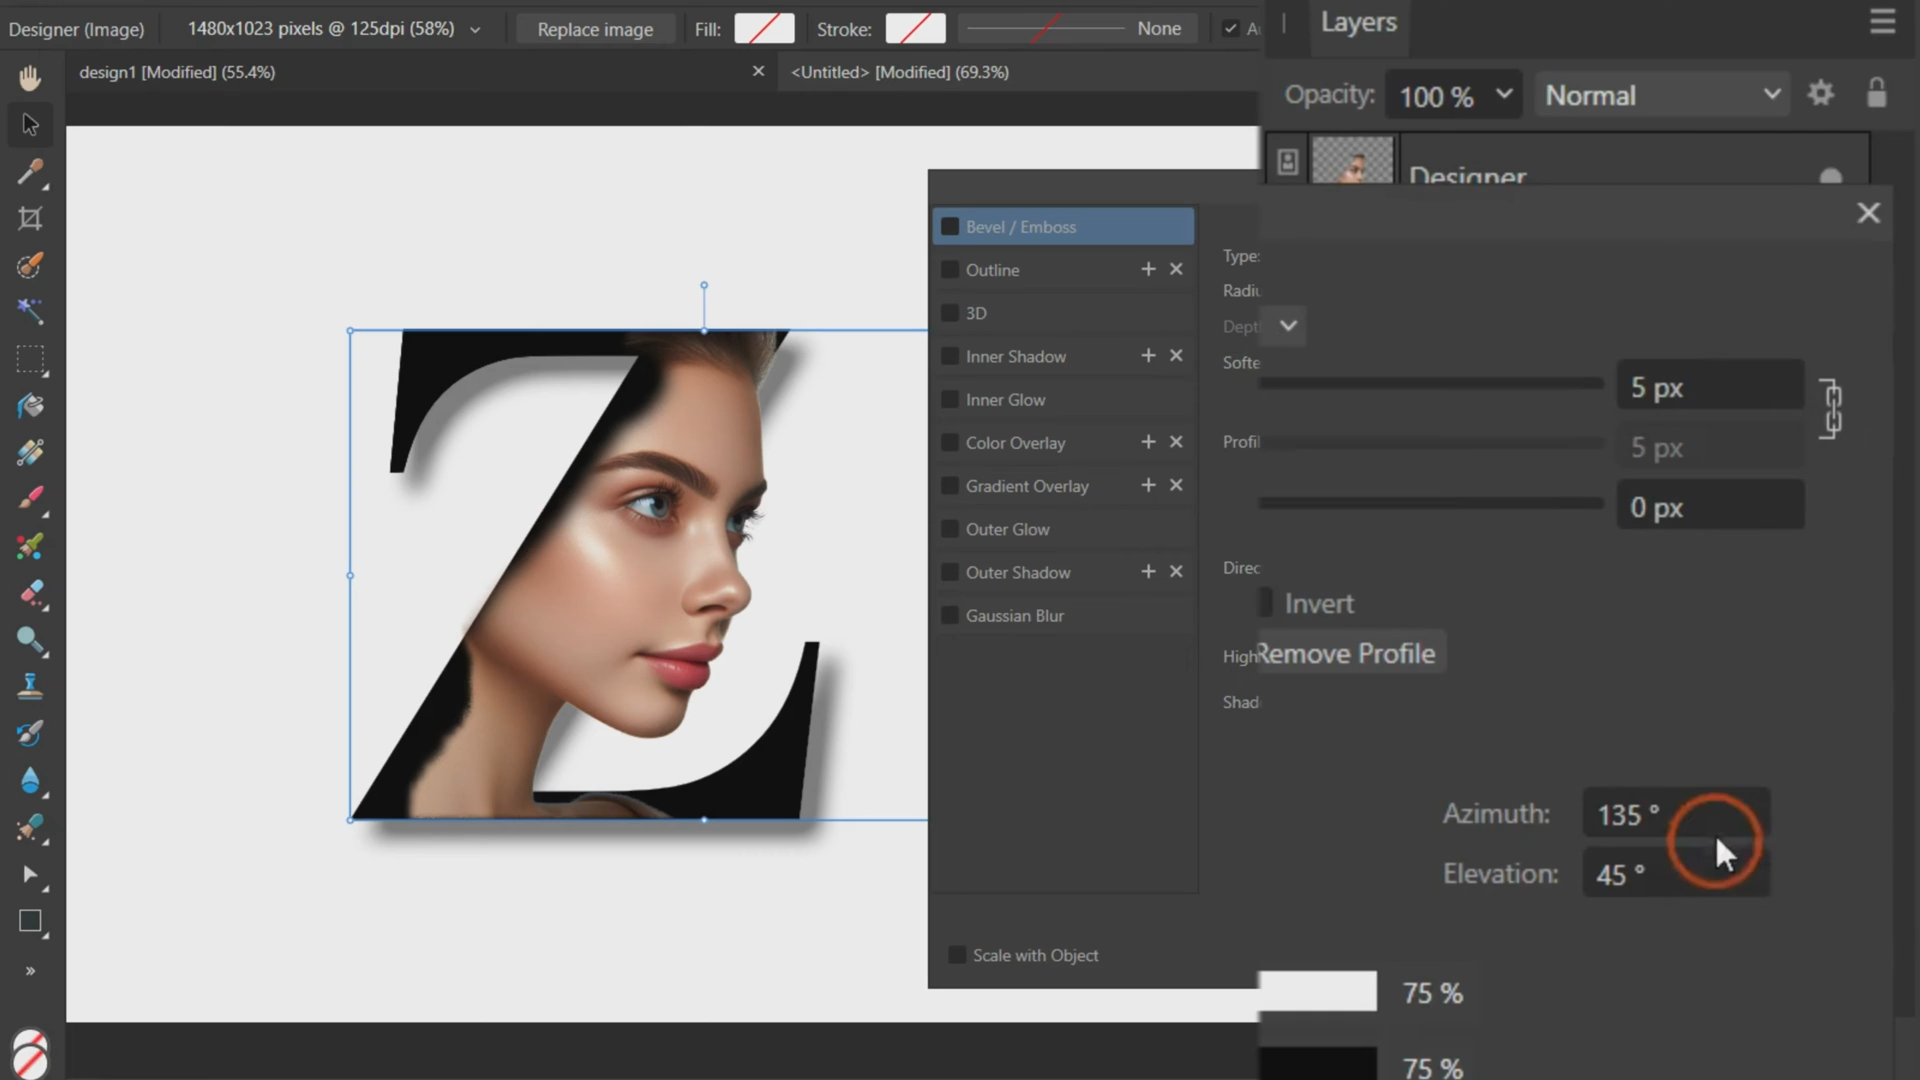 Designer (Image)
1480x1023 pixels @ 125dpi (58%)
Replace image
Fill:
Stroke:
None
design1 [Modified] (55.4%)
<Untitled> [Modified] (69.3%)
Layers
Opacity:
100 %
Normal
Designer
Bevel / Emboss
Outline
3D
Inner Shadow
Inner Glow
Color Overlay
Gradient Overlay
Outer Glow
Outer Shadow
Gaussian Blur
Scale with Object
Type:
Radiu
Dept
Softe
Profil
Direc
High
Shad
5 px
5 px
0 px
Invert
Remove Profile
Azimuth:
135 °
Elevation:
45 °
75 %
75 %